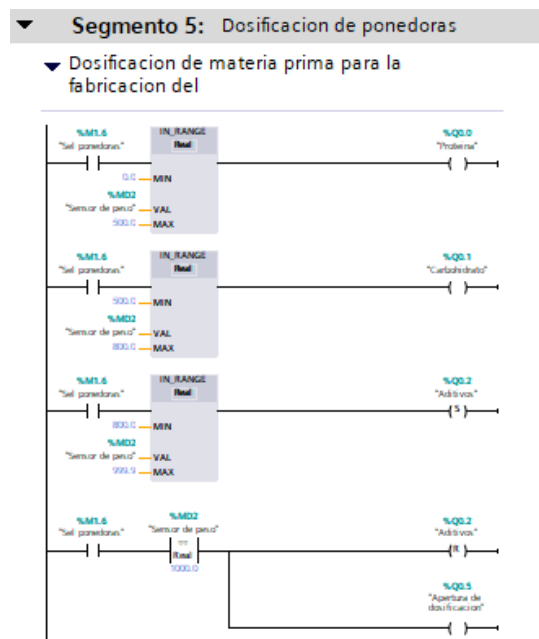 Segmento 5: Dosificacion de ponedoras
Dosificacion de materia prima para la
fabricacion del
%M1.6
"Sel ponedoras"
IN_RANGE
Real
%Q0.0
"Proteina"
0.0
MIN
%MD2
"Sensor de peso"
VAL
500.0
MAX
%M1.6
"Sel ponedoras"
IN_RANGE
Real
%Q0.1
"Carbohidrato"
500.0
MIN
%MD2
"Sensor de peso"
VAL
800.0
MAX
%M1.6
"Sel ponedoras"
IN_RANGE
Real
%Q0.2
"Aditivos"
S
800.0
MIN
%MD2
"Sensor de peso"
VAL
999.9
MAX
%M1.6
"Sel ponedoras"
%MD2
"Sensor de peso"
==
Real
1000.0
%Q0.2
"Aditivos"
R
%Q0.5
"Apertura de
dosificacion"